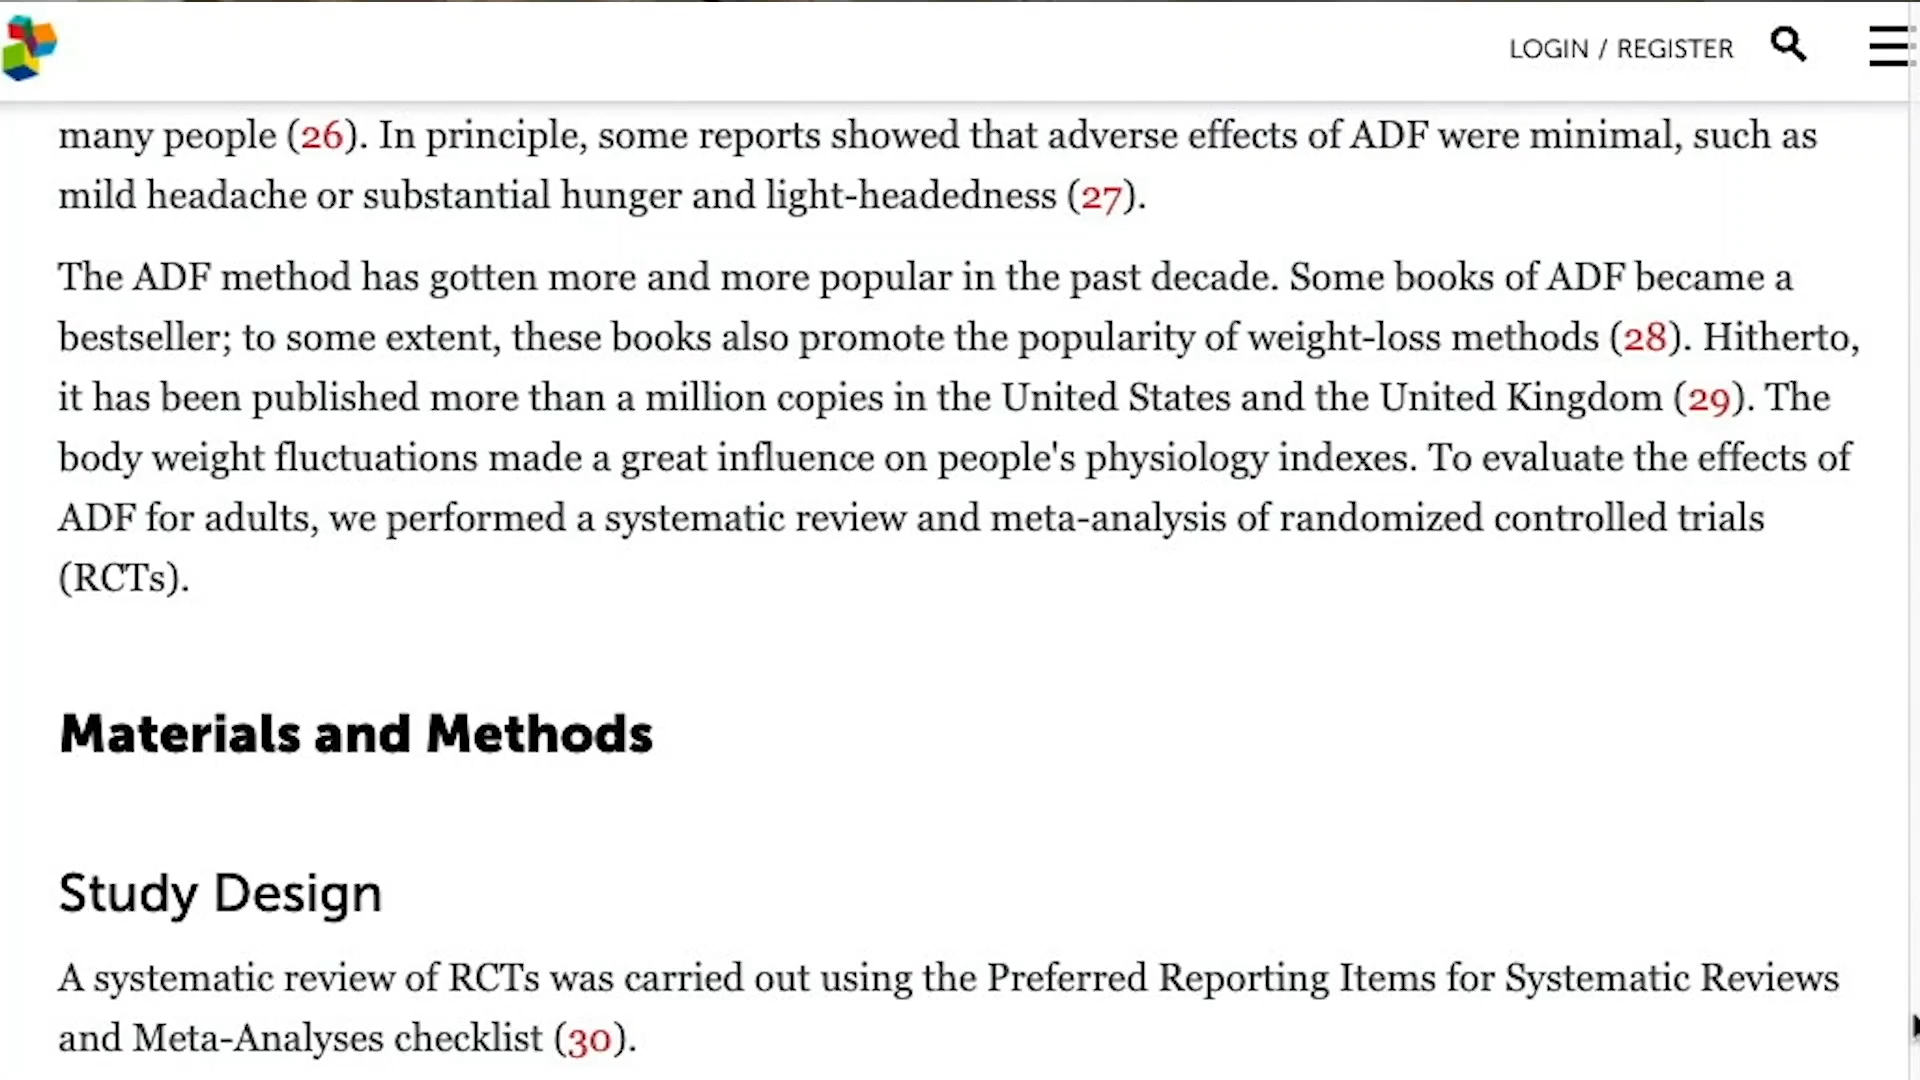 LOGIN / REGISTER
many people (26). In principle, some reports showed that adverse effects of ADF were minimal, such as
mild headache or substantial hunger and light-headedness (27).
The ADF method has gotten more and more popular in the past decade. Some books of ADF became a
bestseller; to some extent, these books also promote the popularity of weight-loss methods (28). Hitherto,
it has been published more than a million copies in the United States and the United Kingdom (29). The
body weight fluctuations made a great influence on people's physiology indexes. To evaluate the effects of
ADF for adults, we performed a systematic review and meta-analysis of randomized controlled trials
(RCTs).
Materials and Methods
Study Design
A systematic review of RCTs was carried out using the Preferred Reporting Items for Systematic Reviews
and Meta-Analyses checklist (30).